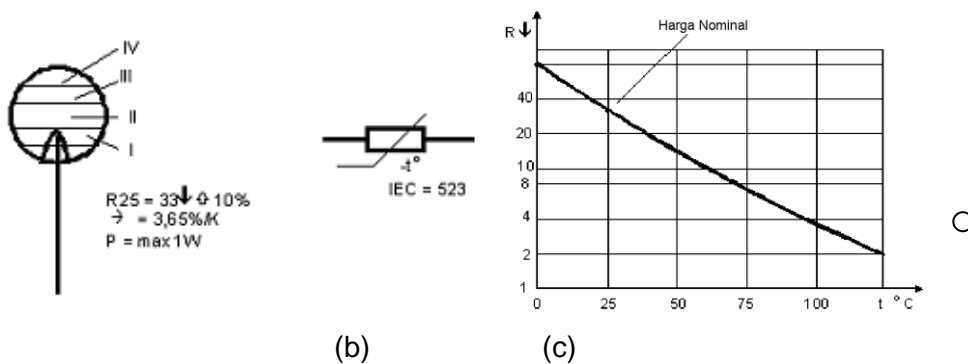 IV
III
II
I
R25 = 33↓ ⇧ 10%
→ = 3,65%/K
P = max 1W
-t°
IEC = 523
R ↓
Harga Nominal
40
20
10
8
4
2
1
0 25 50 75 100 t °C
(b) (c)